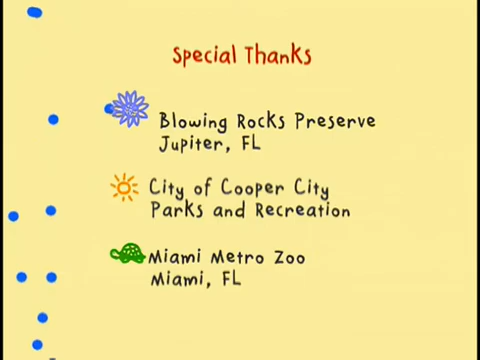 Special Thanks
Blowing Rocks Preserve
Jupiter, FL
City of Cooper City
Parks and Recreation
Miami Metro Zoo
Miami, FL